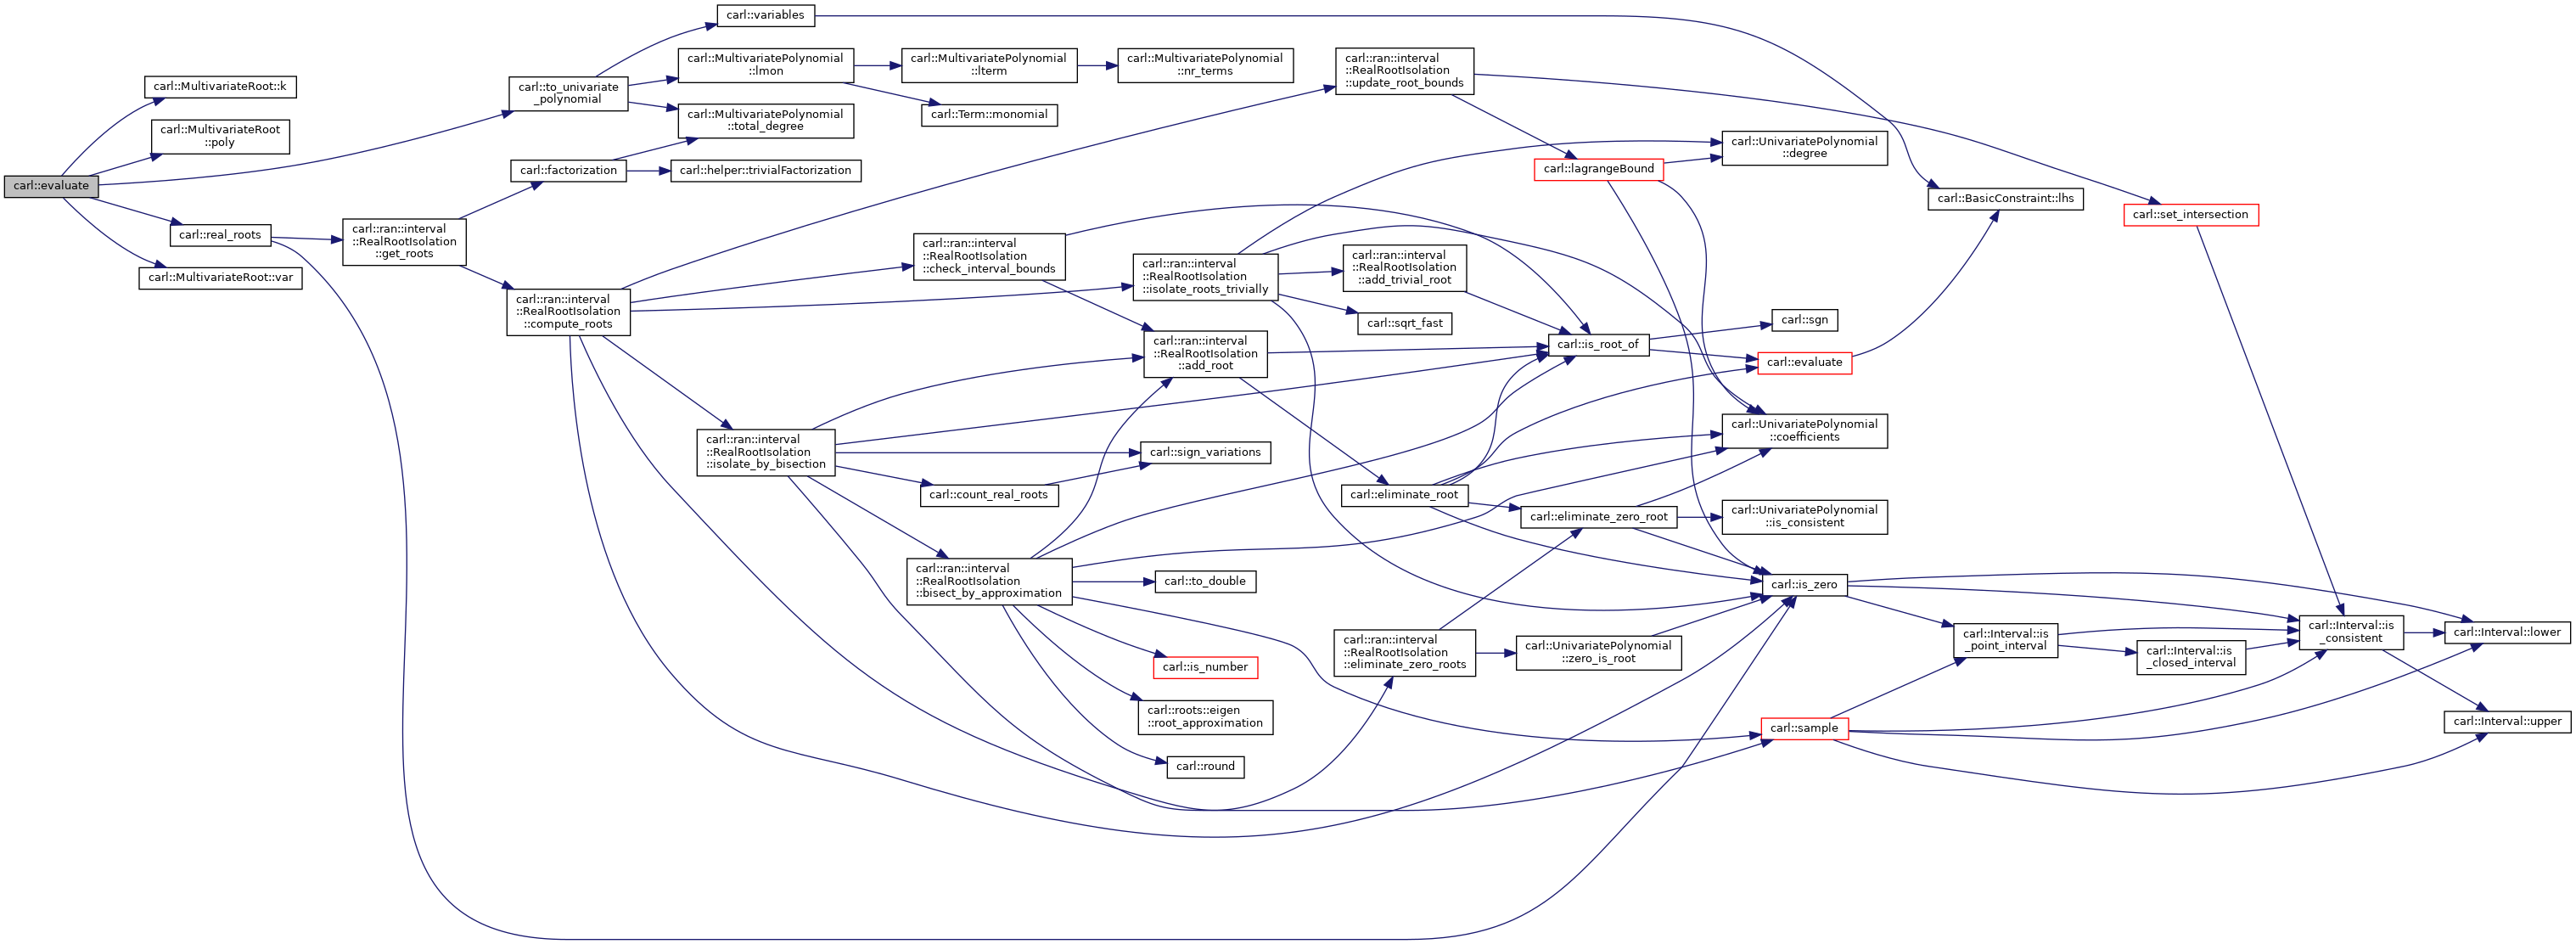 carl::evaluate
carl::MultivariateRoot::k
carl::MultivariateRoot
::poly
carl::real_roots
carl::MultivariateRoot::var
carl::ran::interval
::RealRootIsolation
::get_roots
carl::to_univariate
_polynomial
carl::factorization
carl::ran::interval
::RealRootIsolation
::compute_roots
carl::variables
carl::MultivariatePolynomial
::lmon
carl::MultivariatePolynomial
::total_degree
carl::helper::trivialFactorization
carl::MultivariatePolynomial
::lterm
carl::Term::monomial
carl::MultivariatePolynomial
::nr_terms
carl::ran::interval
::RealRootIsolation
::check_interval_bounds
carl::ran::interval
::RealRootIsolation
::isolate_by_bisection
carl::count_real_roots
carl::ran::interval
::RealRootIsolation
::bisect_by_approximation
carl::ran::interval
::RealRootIsolation
::isolate_roots_trivially
carl::ran::interval
::RealRootIsolation
::add_root
carl::sign_variations
carl::to_double
carl::is_number
carl::roots::eigen
::root_approximation
carl::round
carl::ran::interval
::RealRootIsolation
::update_root_bounds
carl::ran::interval
::RealRootIsolation
::add_trivial_root
carl::sqrt_fast
carl::eliminate_root
carl::ran::interval
::RealRootIsolation
::eliminate_zero_roots
carl::lagrangeBound
carl::is_root_of
carl::eliminate_zero_root
carl::UnivariatePolynomial
::zero_is_root
carl::UnivariatePolynomial
::degree
carl::sgn
carl::evaluate
carl::UnivariatePolynomial
::coefficients
carl::UnivariatePolynomial
::is_consistent
carl::is_zero
carl::sample
carl::BasicConstraint::lhs
carl::Interval::is
_point_interval
carl::set_intersection
carl::Interval::is
_closed_interval
carl::Interval::is
_consistent
carl::Interval::lower
carl::Interval::upper